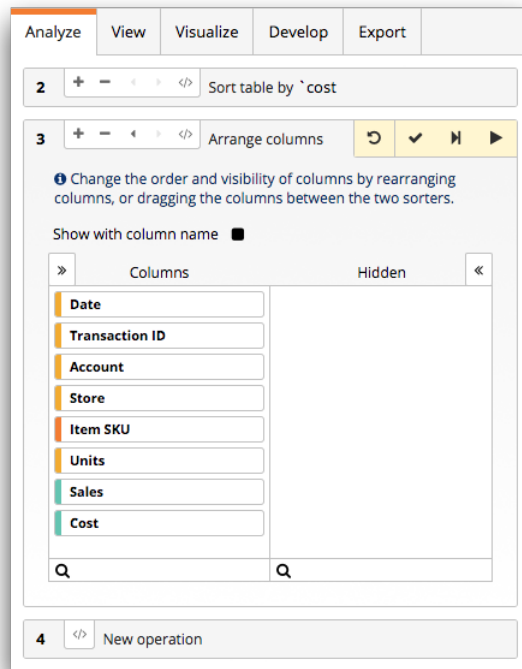 Analyze View Visualize Develop Export
2 Sort table by `cost
3 Arrange columns
Change the order and visibility of columns by rearranging
columns, or dragging the columns between the two sorters.
Show with column name
Columns Hidden
Date
Transaction ID
Account
Store
Item SKU
Units
Sales
Cost
4 New operation